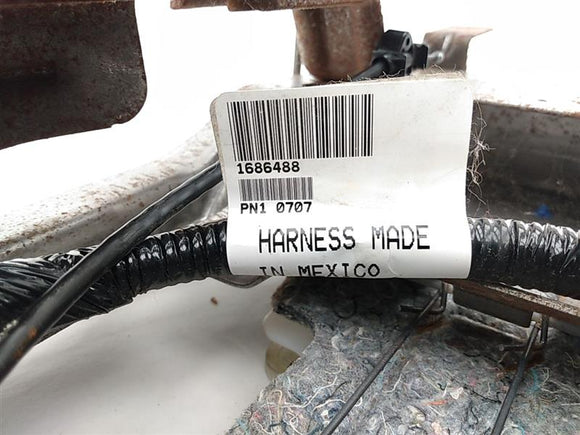 1686488
PN1 0707
HARNESS MADE
IN MEXICO